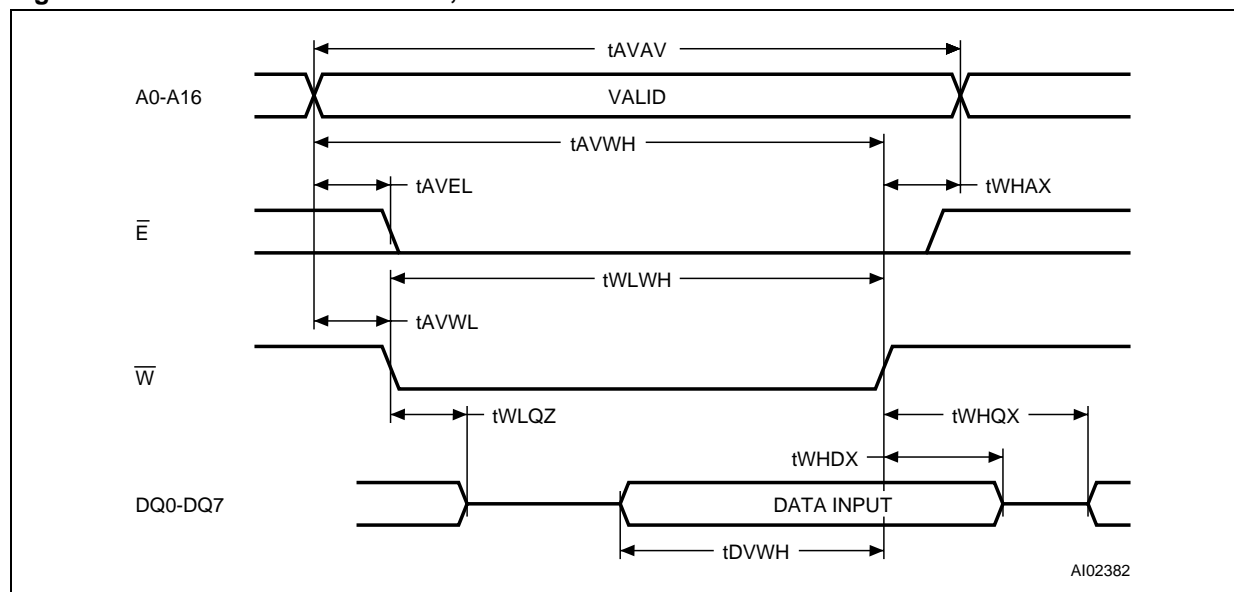 tAVAV
A0-A16
VALID
tAVWH
tAVEL
tWHAX
E̅
tWLWH
tAVWL
W̅
tWLQZ
tWHQX
tWHDX
DQ0-DQ7
DATA INPUT
tDVWH
AI02382